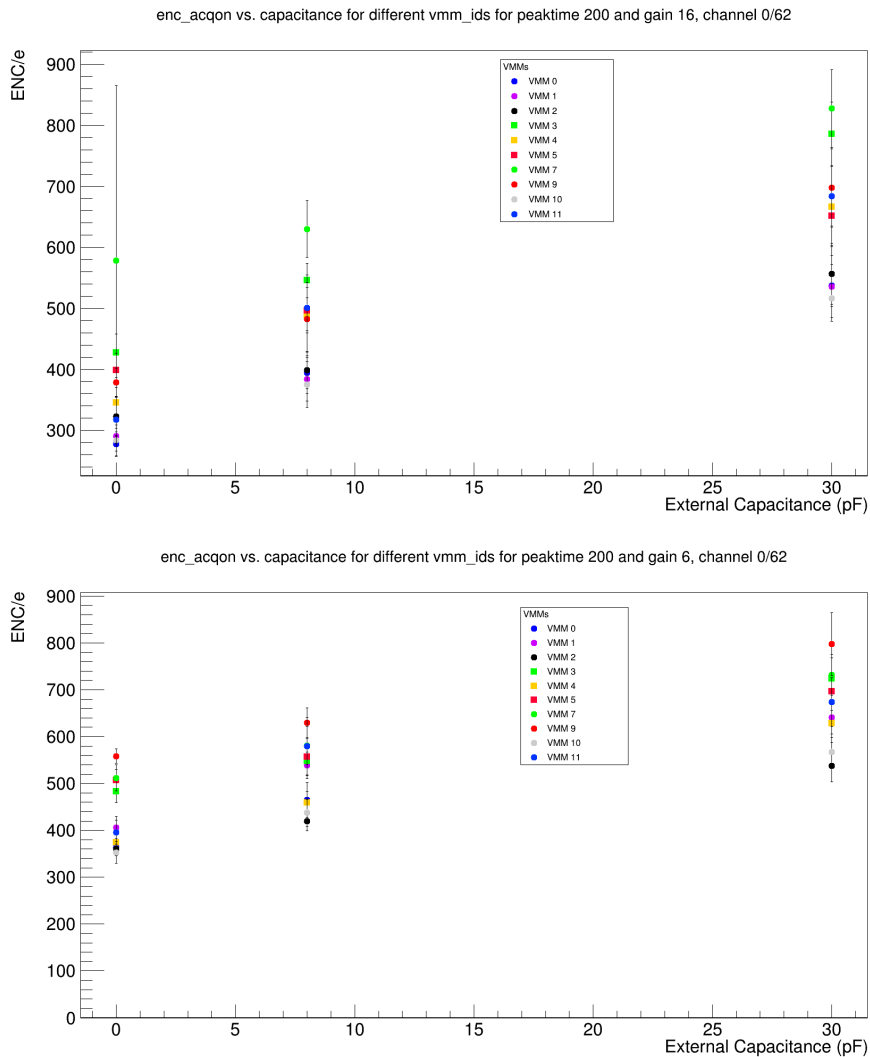 enc_acqon vs. capacitance for different vmm_ids for peaktime 200 and gain 16, channel 0/62
ENC/e
900
800
700
600
500
400
300
VMMs
VMM 0
VMM 1
VMM 2
VMM 3
VMM 4
VMM 5
VMM 7
VMM 9
VMM 10
VMM 11
0 5 10 15 20 25 30
External Capacitance (pF)
enc_acqon vs. capacitance for different vmm_ids for peaktime 200 and gain 6, channel 0/62
ENC/e
900
800
700
600
500
400
300
200
100
0
VMMs
VMM 0
VMM 1
VMM 2
VMM 3
VMM 4
VMM 5
VMM 7
VMM 9
VMM 10
VMM 11
0 5 10 15 20 25 30
External Capacitance (pF)